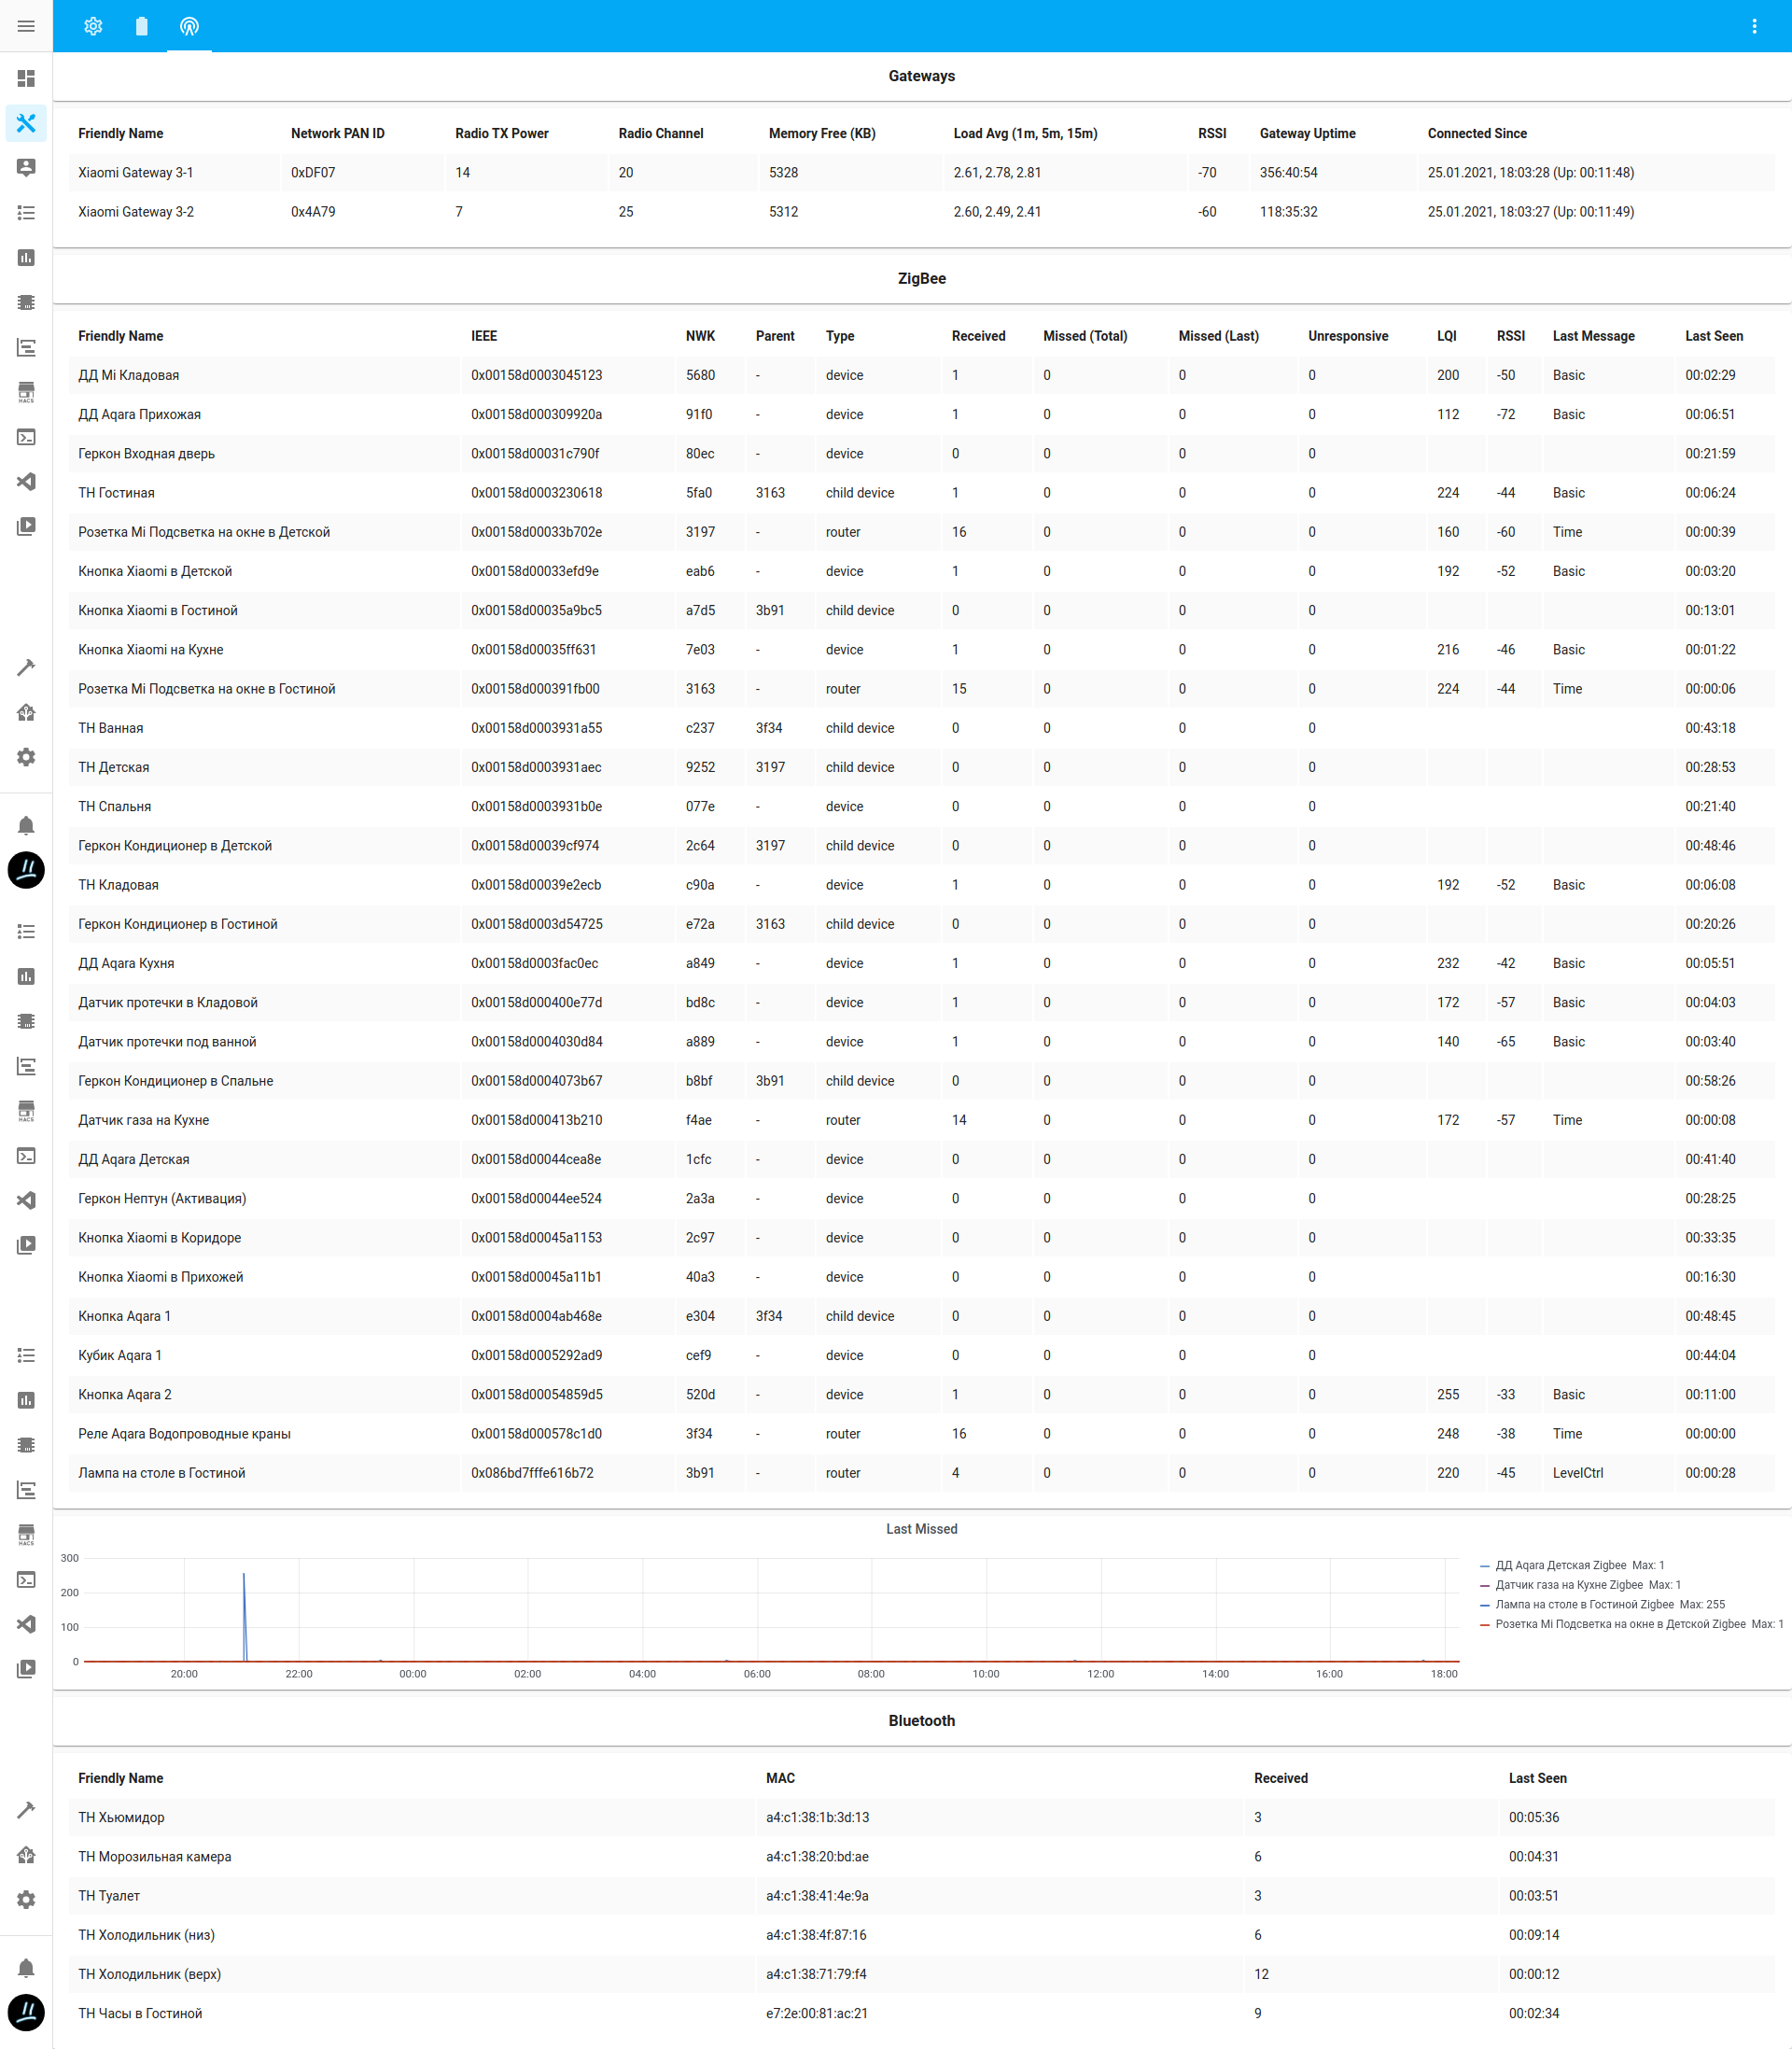 Gateways
Friendly Name Network PAN ID Radio TX Power Radio Channel Memory Free (KB) Load Avg (1m, 5m, 15m) RSSI Gateway Uptime Connected Since
Xiaomi Gateway 3-1 0xDF07 14 20 5328 2.61, 2.78, 2.81 -70 356:40:54 25.01.2021, 18:03:28 (Up: 00:11:48)
Xiaomi Gateway 3-2 0x4A79 7 25 5312 2.60, 2.49, 2.41 -60 118:35:32 25.01.2021, 18:03:27 (Up: 00:11:49)
ZigBee
Friendly Name IEEE NWK Parent Type Received Missed (Total) Missed (Last) Unresponsive LQI RSSI Last Message Last Seen
ДД Mi Кладовая 0x00158d0003045123 5680 - device 1 0 0 0 200 -50 Basic 00:02:29
ДД Aqara Прихожая 0x00158d000309920a 91f0 - device 1 0 0 0 112 -72 Basic 00:06:51
Геркон Входная дверь 0x00158d00031c790f 80ec - device 0 0 0 0 00:21:59
ТН Гостиная 0x00158d0003230618 5fa0 3163 child device 1 0 0 0 224 -44 Basic 00:06:24
Розетка Mi Подсветка на окне в Детской 0x00158d00033b702e 3197 - router 16 0 0 0 160 -60 Time 00:00:39
Кнопка Xiaomi в Детской 0x00158d00033efd9e eab6 - device 1 0 0 0 192 -52 Basic 00:03:20
Кнопка Xiaomi в Гостиной 0x00158d00035a9bc5 a7d5 3b91 child device 0 0 0 0 00:13:01
Кнопка Xiaomi на Кухне 0x00158d00035ff631 7e03 - device 1 0 0 0 216 -46 Basic 00:01:22
Розетка Mi Подсветка на окне в Гостиной 0x00158d000391fb00 3163 - router 15 0 0 0 224 -44 Time 00:00:06
ТН Ванная 0x00158d0003931a55 c237 3f34 child device 0 0 0 0 00:43:18
ТН Детская 0x00158d0003931aec 9252 3197 child device 0 0 0 0 00:28:53
ТН Спальня 0x00158d0003931b0e 077e - device 0 0 0 0 00:21:40
Геркон Кондиционер в Детской 0x00158d00039cf974 2c64 3197 child device 0 0 0 0 00:48:46
ТН Кладовая 0x00158d00039e2ecb c90a - device 1 0 0 0 192 -52 Basic 00:06:08
Геркон Кондиционер в Гостиной 0x00158d0003d54725 e72a 3163 child device 0 0 0 0 00:20:26
ДД Aqara Кухня 0x00158d0003fac0ec a849 - device 1 0 0 0 232 -42 Basic 00:05:51
Датчик протечки в Кладовой 0x00158d000400e77d bd8c - device 1 0 0 0 172 -57 Basic 00:04:03
Датчик протечки под ванной 0x00158d0004030d84 a889 - device 1 0 0 0 140 -65 Basic 00:03:40
Геркон Кондиционер в Спальне 0x00158d0004073b67 b8bf 3b91 child device 0 0 0 0 00:58:26
Датчик газа на Кухне 0x00158d000413b210 f4ae - router 14 0 0 0 172 -57 Time 00:00:08
ДД Aqara Детская 0x00158d00044cea8e 1cfc - device 0 0 0 0 00:41:40
Геркон Нептун (Активация) 0x00158d00044ee524 2a3a - device 0 0 0 0 00:28:25
Кнопка Xiaomi в Коридоре 0x00158d00045a1153 2c97 - device 0 0 0 0 00:33:35
Кнопка Xiaomi в Прихожей 0x00158d00045a11b1 40a3 - device 0 0 0 0 00:16:30
Кнопка Aqara 1 0x00158d0004ab468e e304 3f34 child device 0 0 0 0 00:48:45
Кубик Aqara 1 0x00158d0005292ad9 cef9 - device 0 0 0 0 00:44:04
Кнопка Aqara 2 0x00158d00054859d5 520d - device 1 0 0 0 255 -33 Basic 00:11:00
Реле Aqara Водопроводные краны 0x00158d000578c1d0 3f34 - router 16 0 0 0 248 -38 Time 00:00:00
Лампа на столе в Гостиной 0x086bd7fffe616b72 3b91 - router 4 0 0 0 220 -45 LevelCtrl 00:00:28
Last Missed
300
200
100
0
20:00 22:00 00:00 02:00 04:00 06:00 08:00 10:00 12:00 14:00 16:00 18:00
ДД Aqara Детская Zigbee Max: 1
Датчик газа на Кухне Zigbee Max: 1
Лампа на столе в Гостиной Zigbee Max: 255
Розетка Mi Подсветка на окне в Детской Zigbee Max: 1
Bluetooth
Friendly Name MAC Received Last Seen
ТН Хьюмидор a4:c1:38:1b:3d:13 3 00:05:36
ТН Морозильная камера a4:c1:38:20:bd:ae 6 00:04:31
ТН Туалет a4:c1:38:41:4e:9a 3 00:03:51
ТН Холодильник (низ) a4:c1:38:4f:87:16 6 00:09:14
ТН Холодильник (верх) a4:c1:38:71:79:f4 12 00:00:12
ТН Часы в Гостиной e7:2e:00:81:ac:21 9 00:02:34
HACS
HACS
HACS